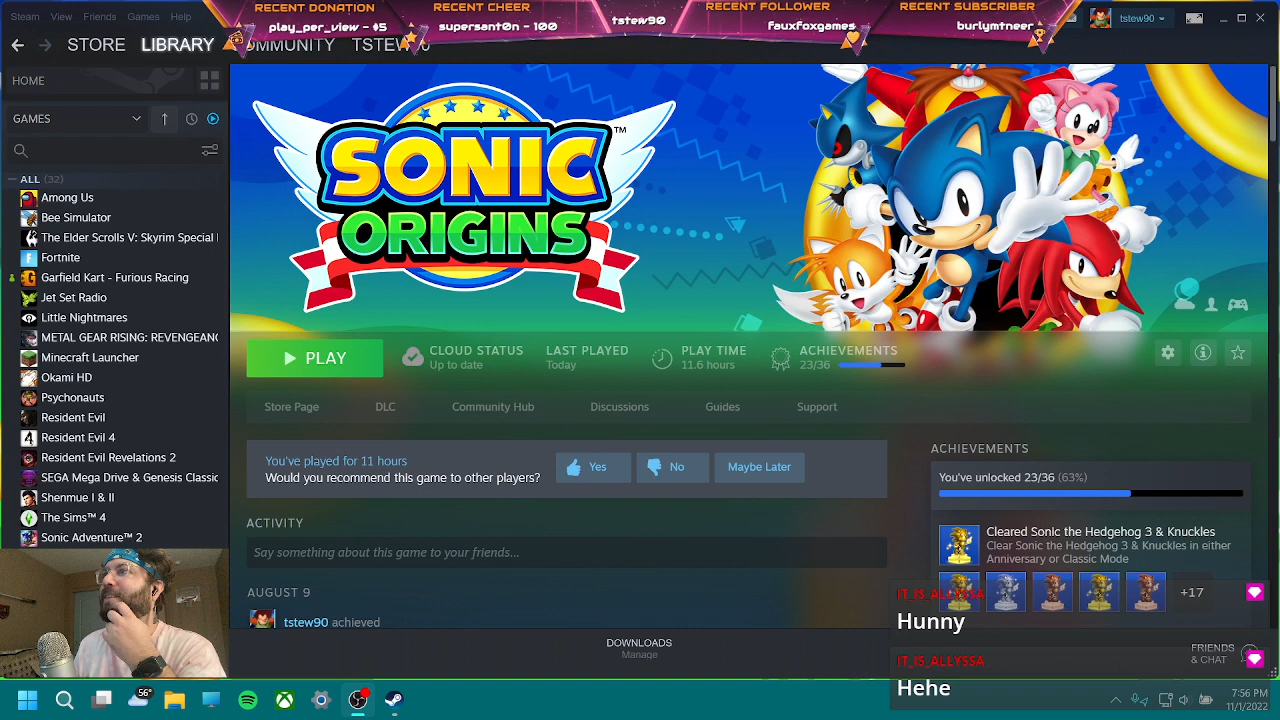 RECENT DONATION
play_per_view - $5
RECENT CHEER
supersant0n - 100
tstew90
RECENT FOLLOWER
FauxFoxgames
RECENT SUBSCRIBER
burlymtneer
Steam View Friends Games Help
tstew90
STORE LIBRARY COMMUNITY TSTEW90
HOME
GAMES
ALL (32)
Among Us
Bee Simulator
The Elder Scrolls V: Skyrim Special
Fortnite
Garfield Kart - Furious Racing
Jet Set Radio
Little Nightmares
METAL GEAR RISING: REVENGEANC
Minecraft Launcher
Okami HD
Psychonauts
Resident Evil
Resident Evil 4
Resident Evil Revelations 2
Sega Mega Drive & Genesis Classic
Shenmue I & II
The Sims™ 4
Sonic Adventure™ 2
SONIC
ORIGINS
TM
PLAY
CLOUD STATUS
Up to date
LAST PLAYED
Today
PLAY TIME
11.6 hours
ACHIEVEMENTS
23/36
Store Page DLC Community Hub Discussions Guides Support
You've played for 11 hours
Would you recommend this game to other players?
Yes No Maybe Later
ACTIVITY
Say something about this game to your friends...
AUGUST 9
tstew90 achieved
ACHIEVEMENTS
You've unlocked 23/36 (63%)
Cleared Sonic the Hedgehog 3 & Knuckles
Clear Sonic the Hedgehog 3 & Knuckles in either
Anniversary or Classic Mode
+17
IT_IS_ALLYSSA
Hunny
IT_IS_ALLYSSA
Hehe
DOWNLOADS
Manage
FRIENDS
& CHAT
56°
7:56 PM
11/1/2022